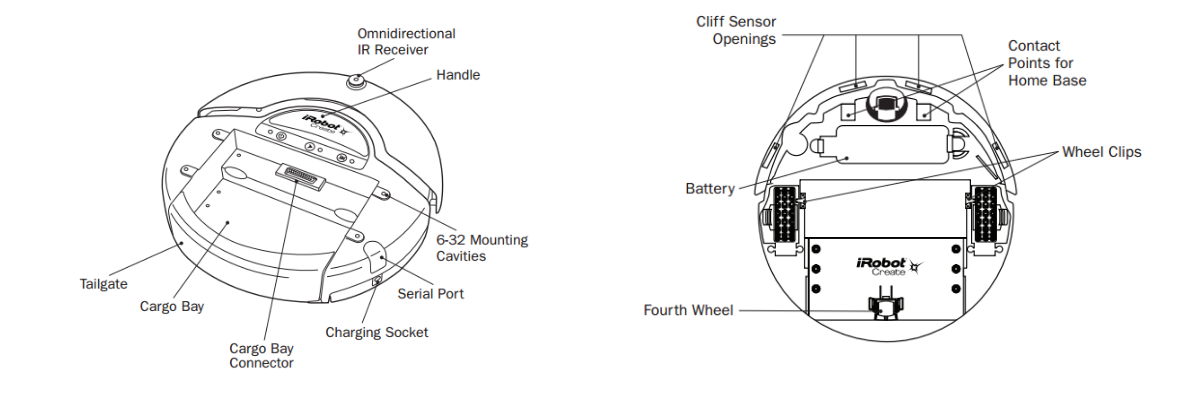 Omnidirectional
IR Receiver
Handle
iRobot
Create
6-32 Mounting
Cavities
Serial Port
Charging Socket
Cargo Bay
Connector
Cargo Bay
Tailgate
Cliff Sensor
Openings
Contact
Points for
Home Base
Wheel Clips
Battery
iRobot
Create
Fourth Wheel